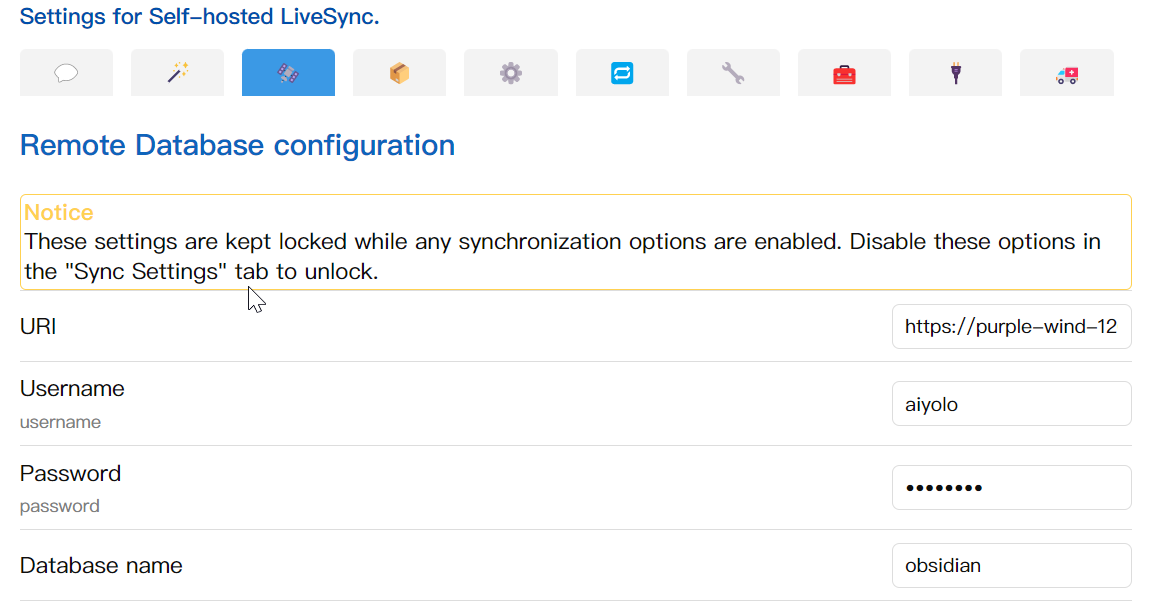 Settings for Self-hosted LiveSync.
Remote Database configuration
Notice
These settings are kept locked while any synchronization options are enabled. Disable these options in
the "Sync Settings" tab to unlock.
URI
https://purple-wind-12
Username
username
aiyolo
Password
password
••••••••
Database name
obsidian